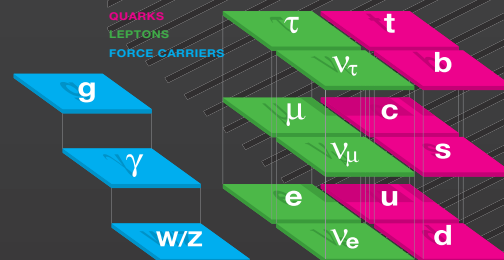 QUARKS
LEPTONS
FORCE CARRIERS
τ t
ντ b
g
μ c
νμ s
γ
e u
νe d
W/Z